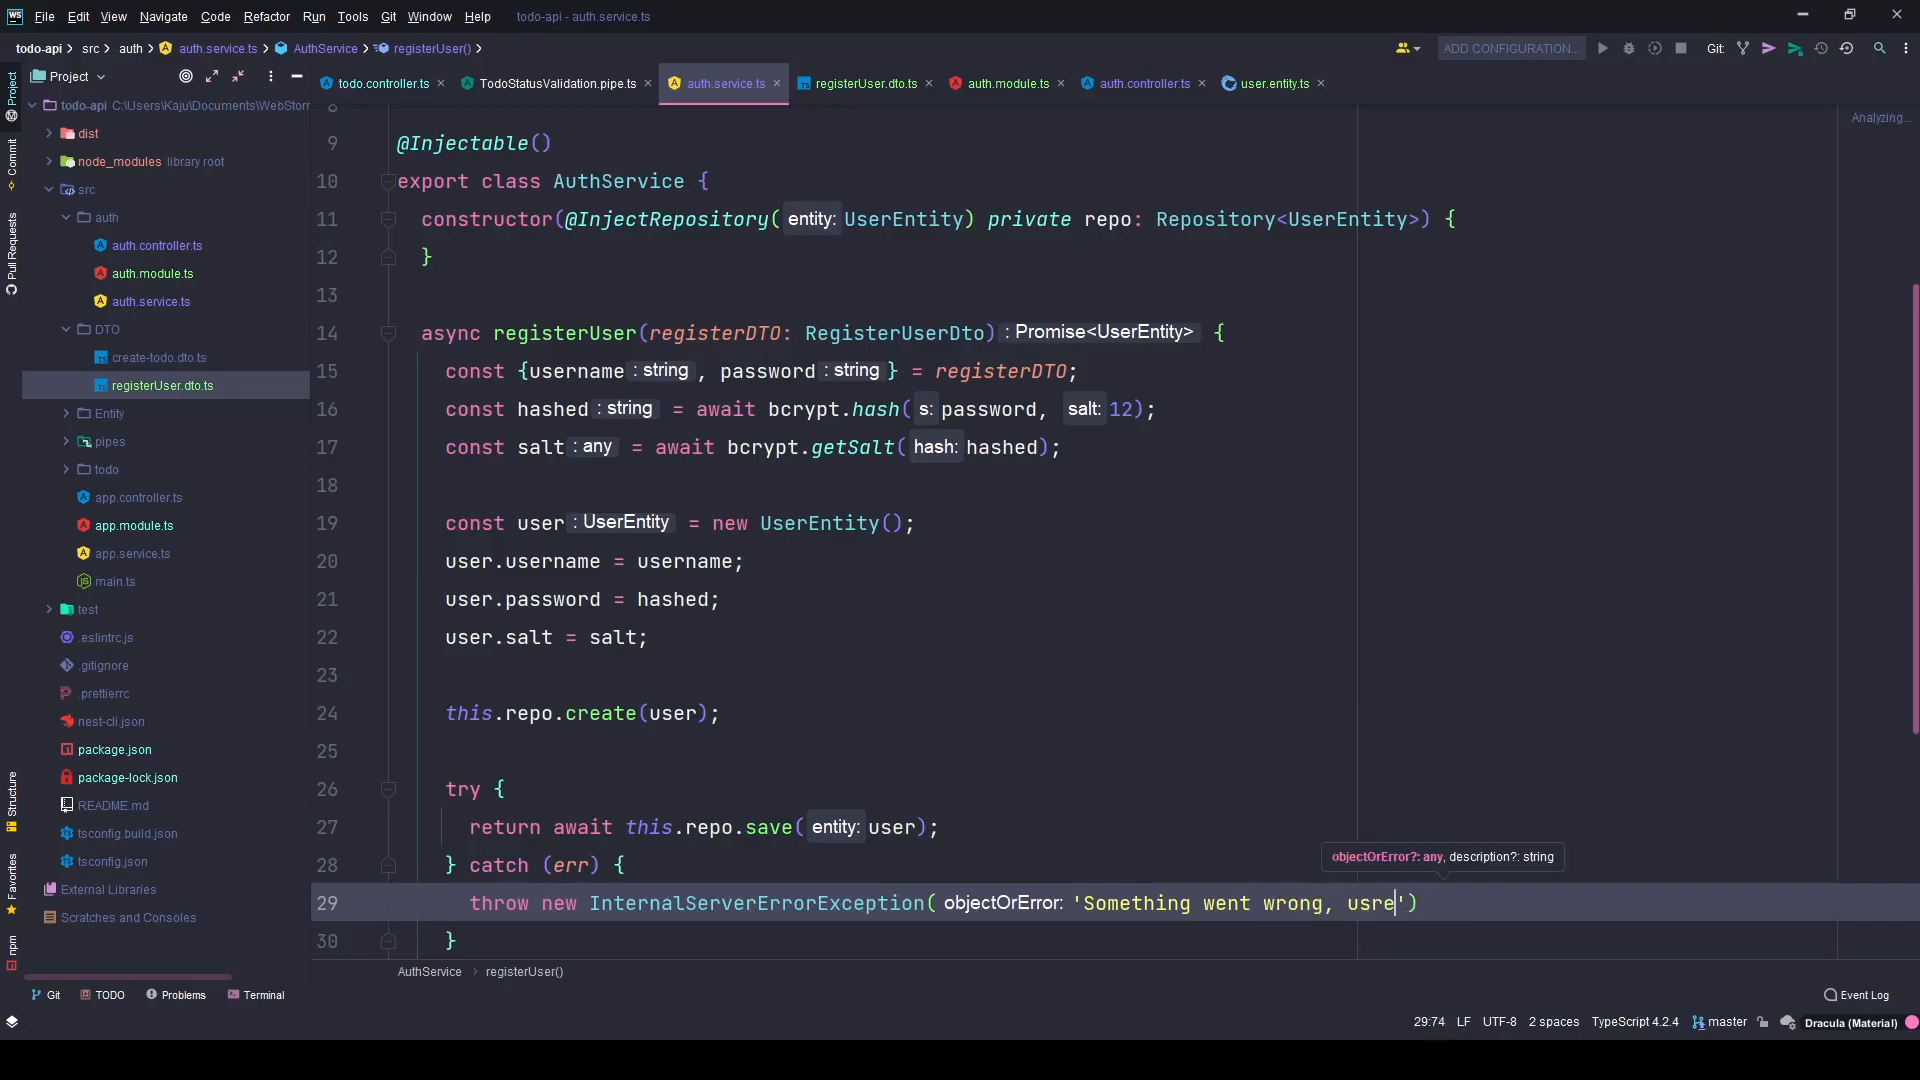 WS File Edit View Navigate Code Refactor Run Tools Git Window Help todo-api - auth.service.ts
todo-api src auth auth.service.ts AuthService registerUser() ADD CONFIGURATION... Git:
Project todo.controller.ts TodoStatusValidation.pipe.ts auth.service.ts registerUser.dto.ts auth.module.ts auth.controller.ts user.entity.ts
Project
Commit
Pull Requests
Structure
Favorites
npm
todo-api C:\Users\Kaju\Documents\WebStorr
dist
node_modules library root
src
auth
auth.controller.ts
auth.module.ts
auth.service.ts
DTO
create-todo.dto.ts
registerUser.dto.ts
Entity
pipes
todo
app.controller.ts
app.module.ts
app.service.ts
main.ts
test
.eslintrc.js
.gitignore
.prettierrc
nest-cli.json
package.json
package-lock.json
README.md
tsconfig.build.json
tsconfig.json
External Libraries
Scratches and Consoles
Analyzing...
8
9 @Injectable()
10 export class AuthService {
11 constructor(@InjectRepository( entity: UserEntity) private repo: Repository<UserEntity>) {
12 }
13
14 async registerUser(registerDTO: RegisterUserDto) : Promise<UserEntity> {
15 const {username : string , password : string } = registerDTO;
16 const hashed : string = await bcrypt.hash( s: password, salt: 12);
17 const salt : any = await bcrypt.getSalt( hash: hashed);
18
19 const user : UserEntity = new UserEntity();
20 user.username = username;
21 user.password = hashed;
22 user.salt = salt;
23
24 this.repo.create(user);
25
26 try {
27 return await this.repo.save( entity: user);
28 } catch (err) {
objectOrError?: any, description?: string
29 throw new InternalServerErrorException( objectOrError: 'Something went wrong, usre')
30 }
AuthService registerUser()
Git TODO Problems Terminal Event Log
29:74 LF UTF-8 2 spaces TypeScript 4.2.4 master Dracula (Material)